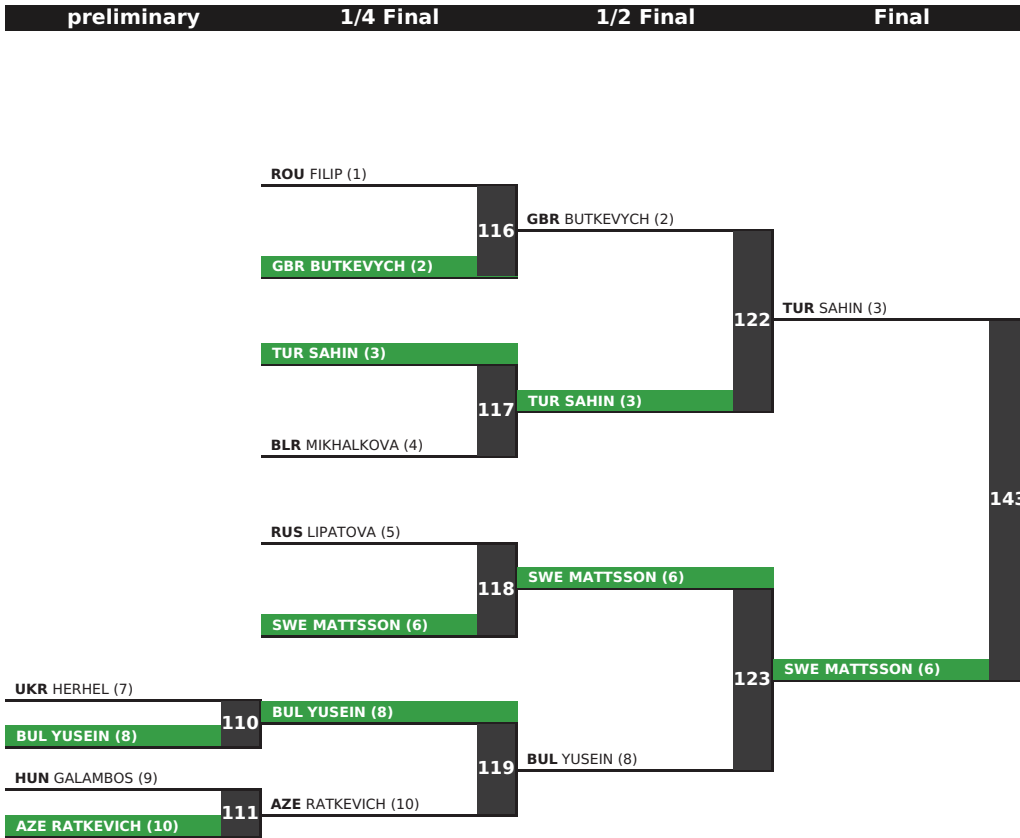 preliminary 1/4 Final 1/2 Final Final
ROU FILIP (1)
116
GBR BUTKEVYCH (2)
GBR BUTKEVYCH (2)
122
TUR SAHIN (3)
TUR SAHIN (3)
117
TUR SAHIN (3)
BLR MIKHALKOVA (4)
143
RUS LIPATOVA (5)
118
SWE MATTSSON (6)
SWE MATTSSON (6)
123
SWE MATTSSON (6)
UKR HERHEL (7)
110
BUL YUSEIN (8)
BUL YUSEIN (8)
119
BUL YUSEIN (8)
HUN GALAMBOS (9)
111
AZE RATKEVICH (10)
AZE RATKEVICH (10)